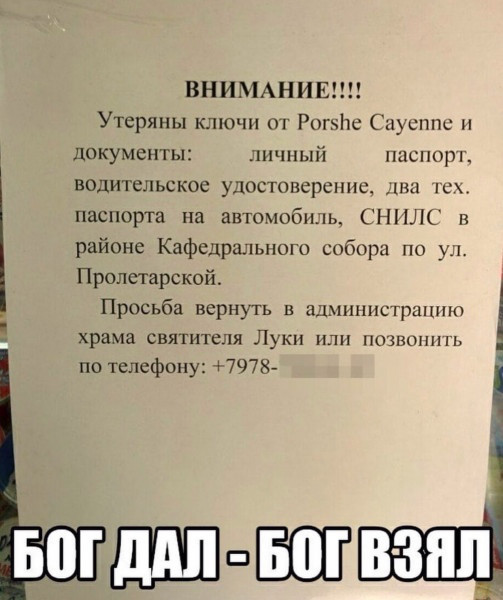 ВНИМАНИЕ!!!!
Утеряны ключи от Porshe Cayenne и
документы: личный паспорт,
водительское удостоверение, два тех.
паспорта на автомобиль, СНИЛС в
районе Кафедрального собора по ул.
Пролетарской.
Просьба вернуть в администрацию
храма святителя Луки или позвонить
по телефону: +7978-
БОГ ДАЛ - БОГ ВЗЯЛ